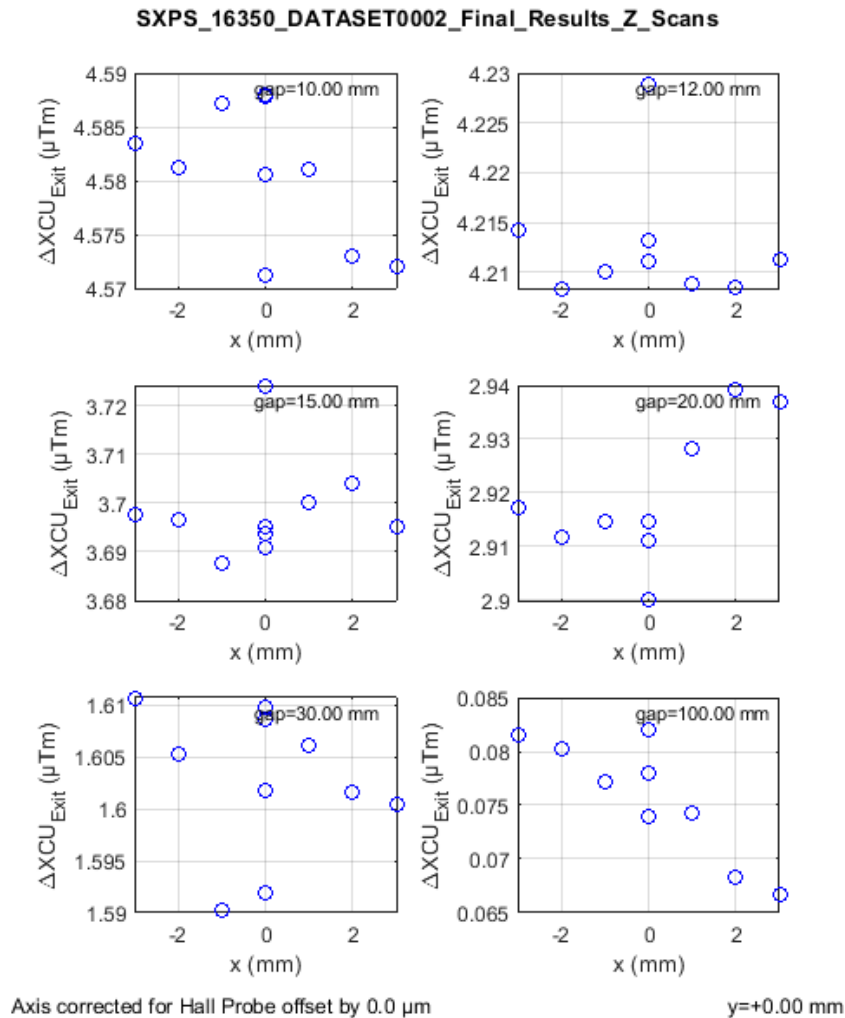 SXPS_16350_DATASET0002_Final_Results_Z_Scans
gap=10.00 mm
ΔXCU_Exit (µTm)
4.59
4.585
4.58
4.575
4.57
-2 0 2
x (mm)
gap=12.00 mm
ΔXCU_Exit (µTm)
4.23
4.225
4.22
4.215
4.21
-2 0 2
x (mm)
gap=15.00 mm
ΔXCU_Exit (µTm)
3.72
3.71
3.7
3.69
3.68
-2 0 2
x (mm)
gap=20.00 mm
ΔXCU_Exit (µTm)
2.94
2.93
2.92
2.91
2.9
-2 0 2
x (mm)
gap=30.00 mm
ΔXCU_Exit (µTm)
1.61
1.605
1.6
1.595
1.59
-2 0 2
x (mm)
gap=100.00 mm
ΔXCU_Exit (µTm)
0.085
0.08
0.075
0.07
0.065
-2 0 2
x (mm)
Axis corrected for Hall Probe offset by 0.0 µm
y=+0.00 mm